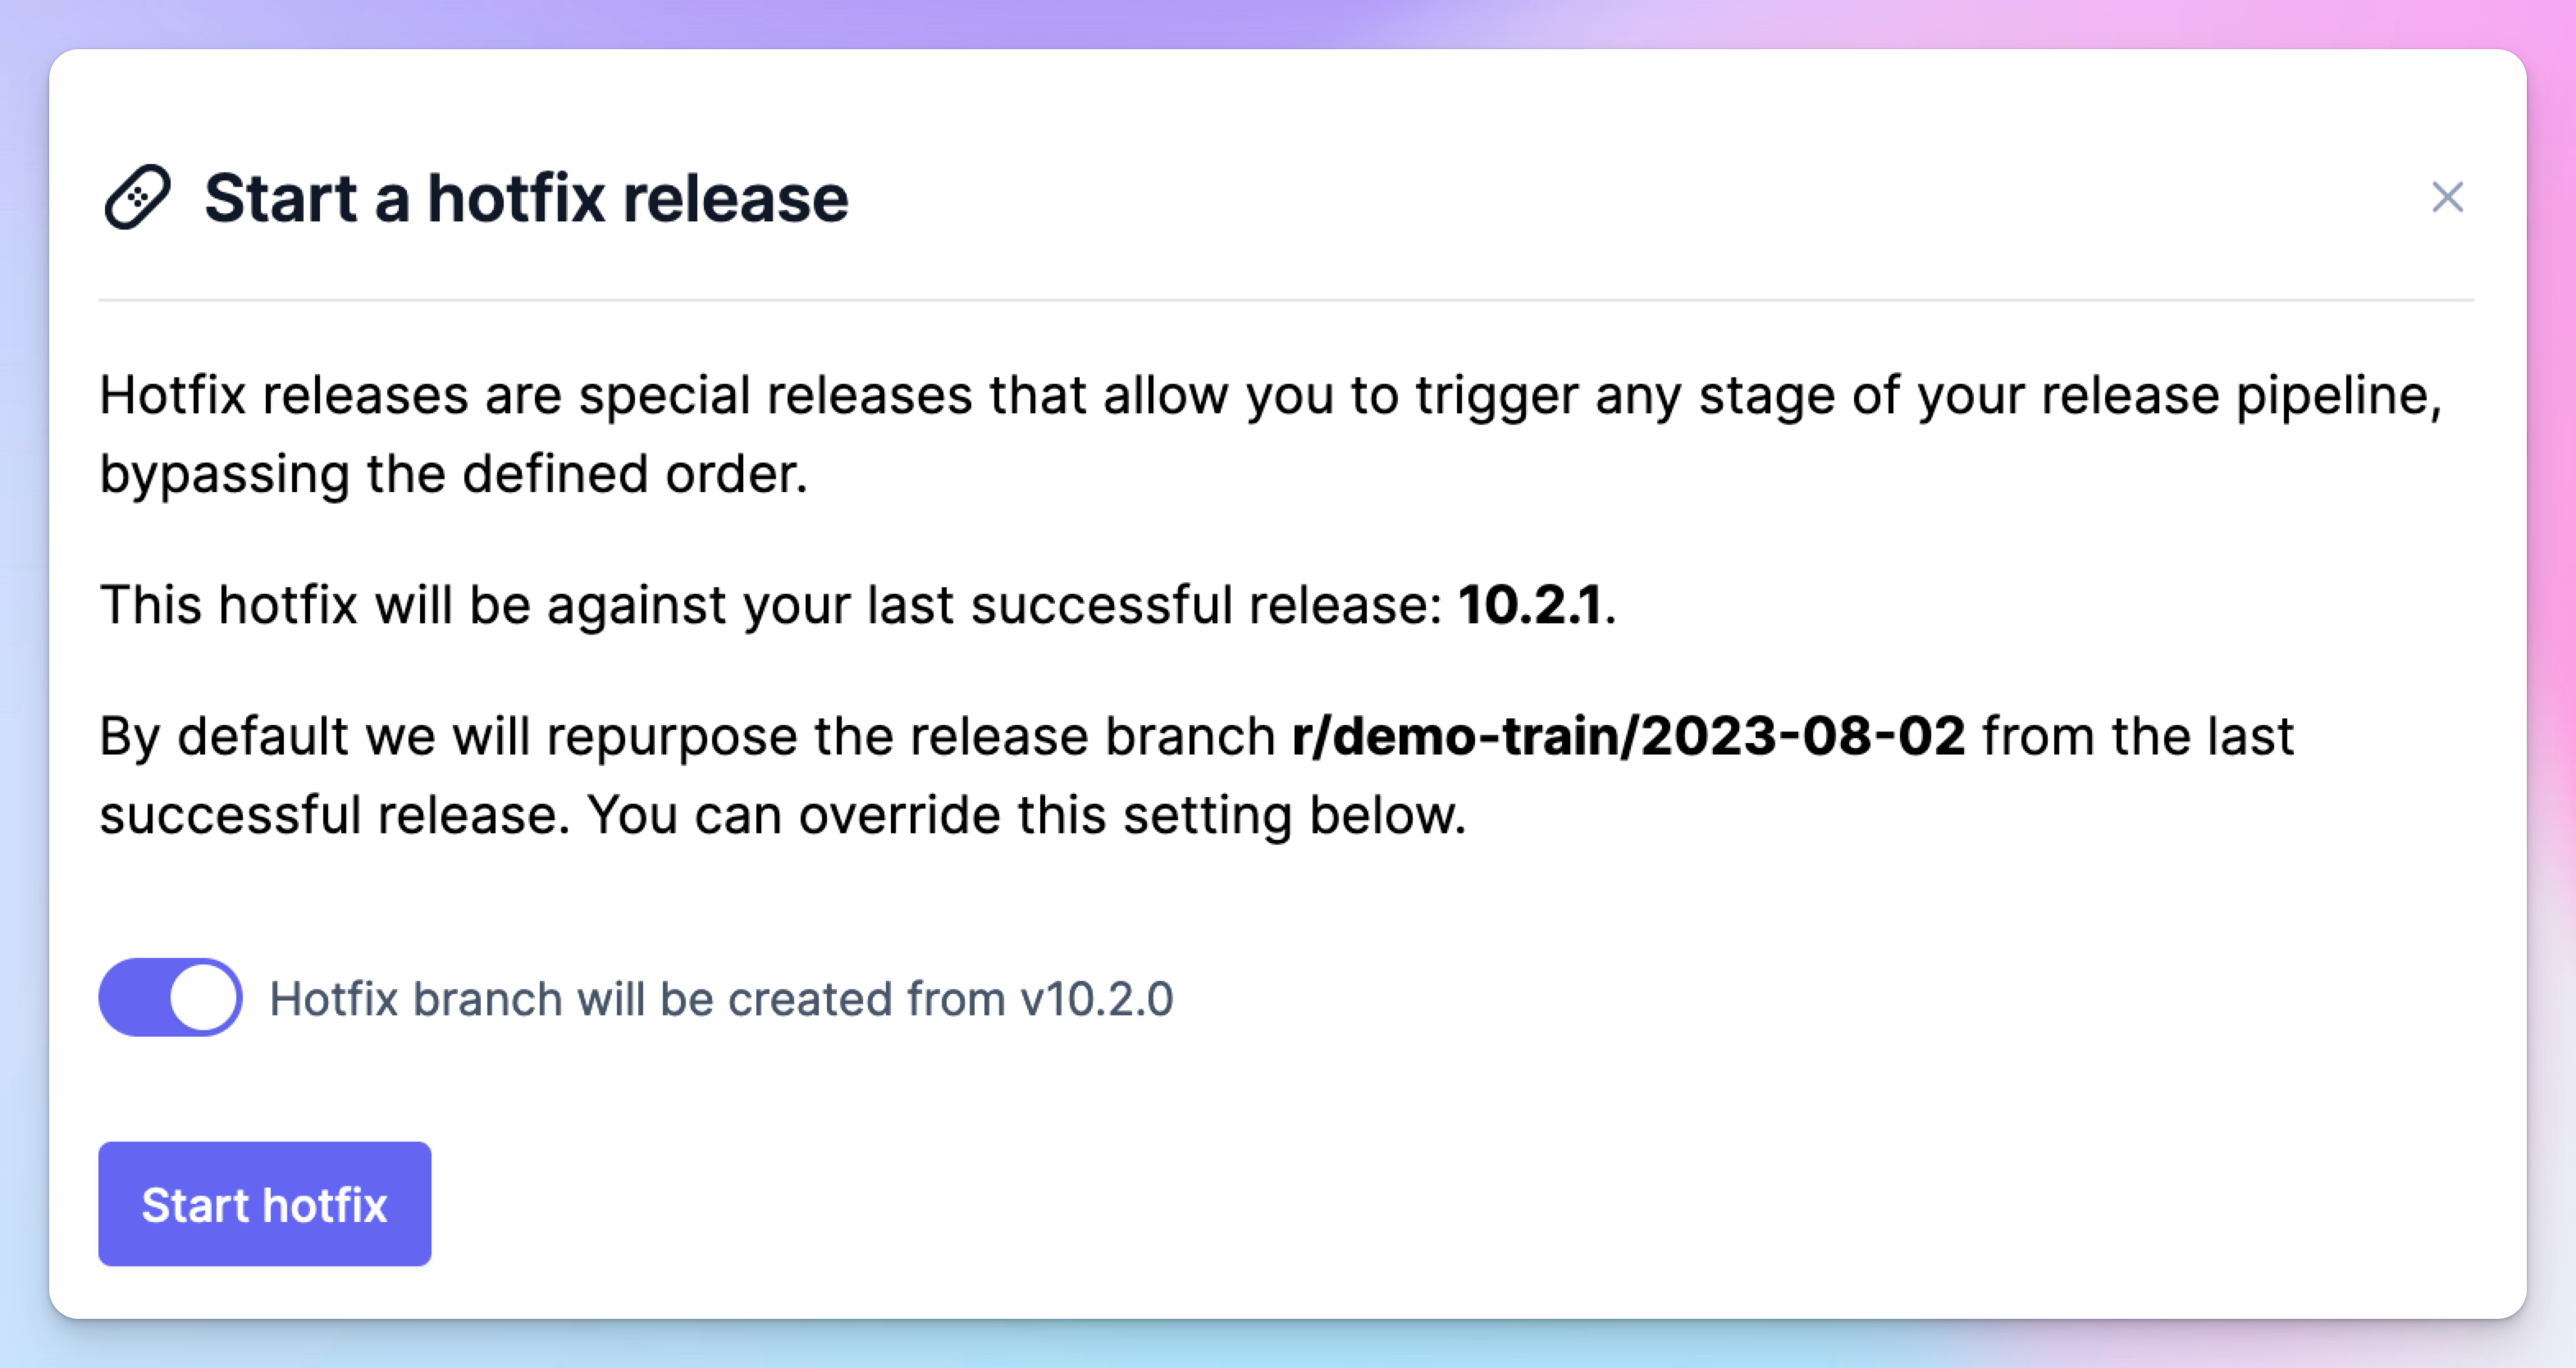 Start a hotfix release
Hotfix releases are special releases that allow you to trigger any stage of your release pipeline,
bypassing the defined order.
This hotfix will be against your last successful release: 10.2.1.
By default we will repurpose the release branch r/demo-train/2023-08-02 from the last
successful release. You can override this setting below.
Hotfix branch will be created from v10.2.0
Start hotfix